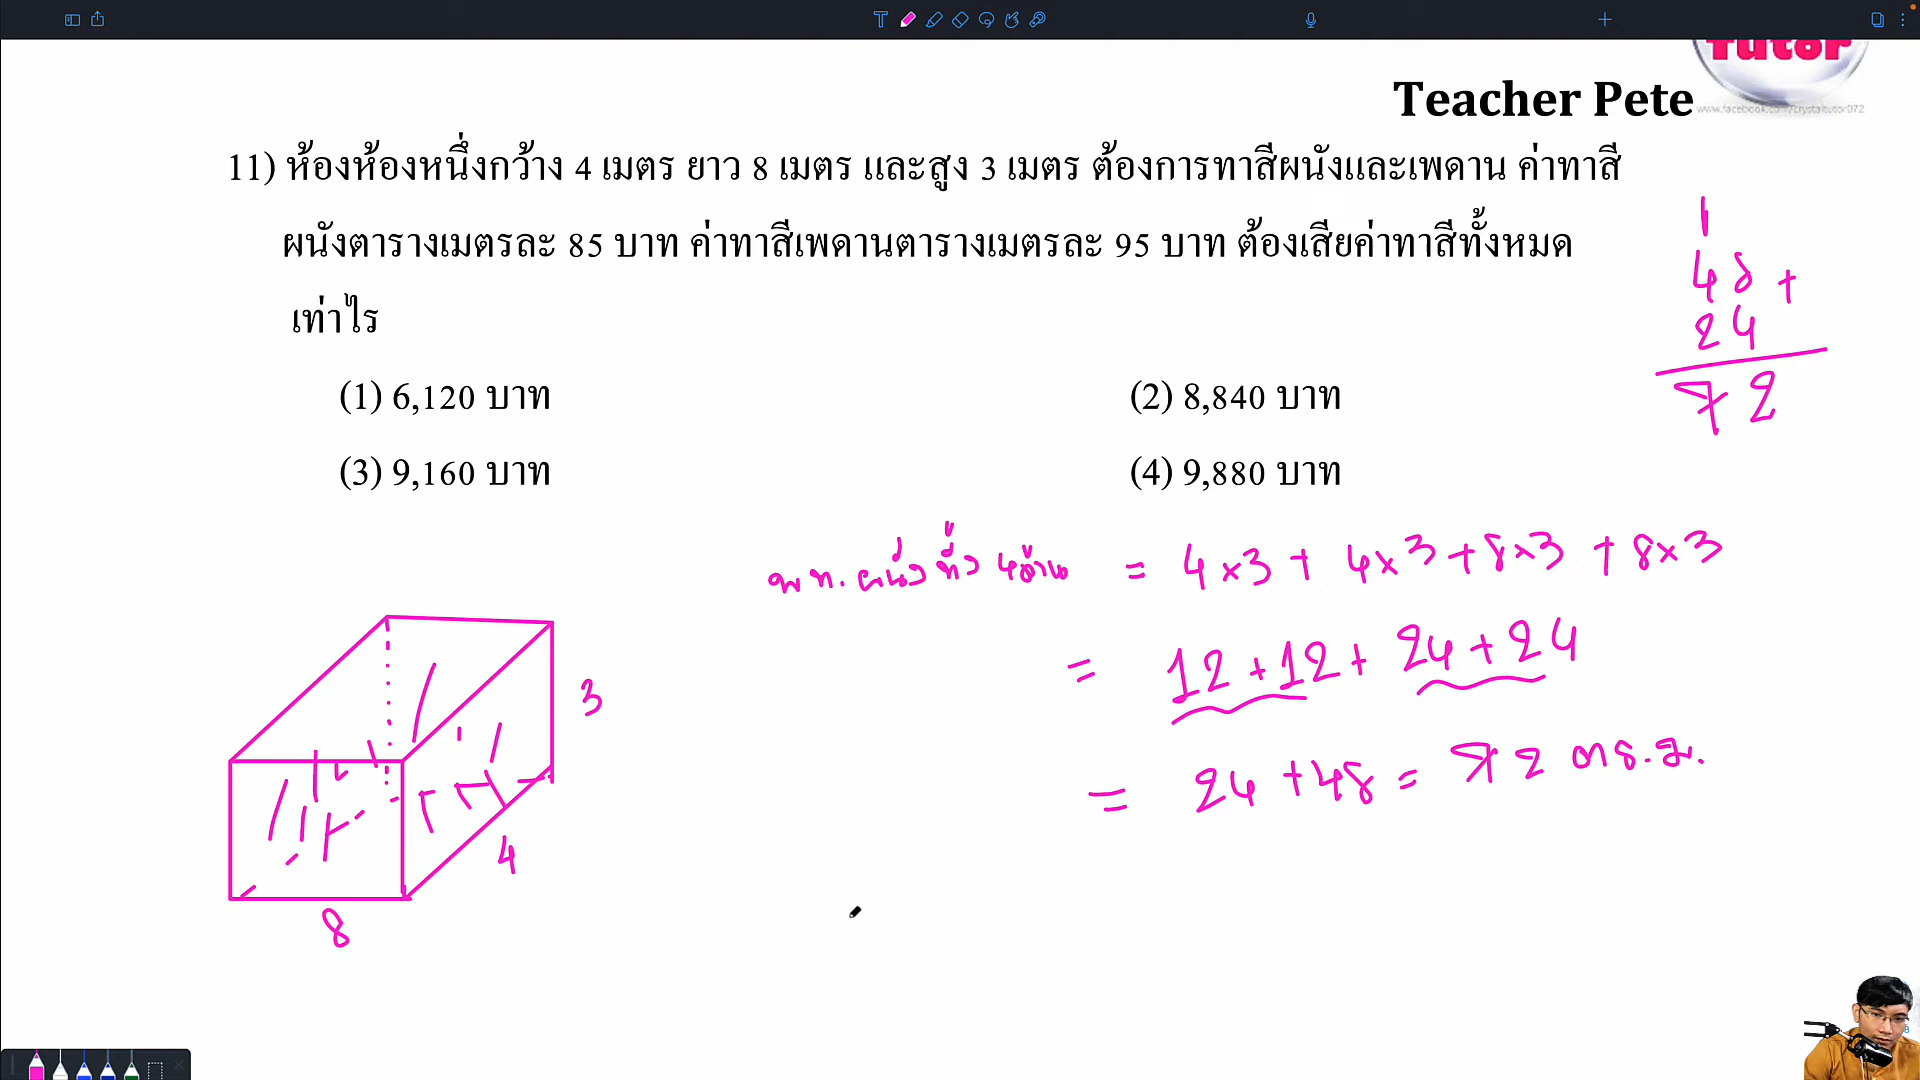 Tutor
www.facebook.com/crystaltutor072
Teacher Pete
11) ห้องห้องหนึ่งกว้าง 4 เมตร ยาว 8 เมตร และสูง 3 เมตร ต้องการทาสีผนังและเพดาน ค่าทาสี
ผนังตารางเมตรละ 85 บาท ค่าทาสีเพดานตารางเมตรละ 95 บาท ต้องเสียค่าทาสีทั้งหมด
เท่าไร
(1) 6,120 บาท
(2) 8,840 บาท
(3) 9,160 บาท
(4) 9,880 บาท
1
48 +
24
72
พ.ท. ผนังทั้ง 4 ด้าน = 4×3 + 4×3 + 8×3 + 8×3
= 12 + 12 + 24 + 24
= 24 + 48 = 72 ตร.ม.
3
4
8